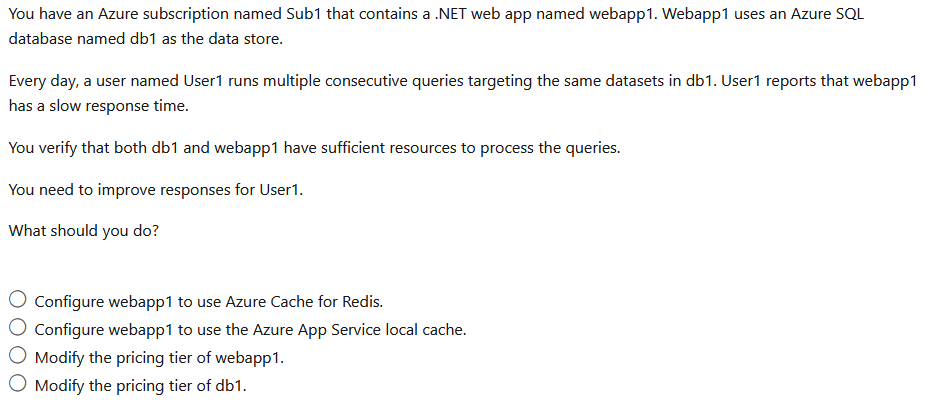 You have an Azure subscription named Sub1 that contains a .NET web app named webapp1. Webapp1 uses an Azure SQL
database named db1 as the data store.
Every day, a user named User1 runs multiple consecutive queries targeting the same datasets in db1. User1 reports that webapp1
has a slow response time.
You verify that both db1 and webapp1 have sufficient resources to process the queries.
You need to improve responses for User1.
What should you do?
Configure webapp1 to use Azure Cache for Redis.
Configure webapp1 to use the Azure App Service local cache.
Modify the pricing tier of webapp1.
Modify the pricing tier of db1.